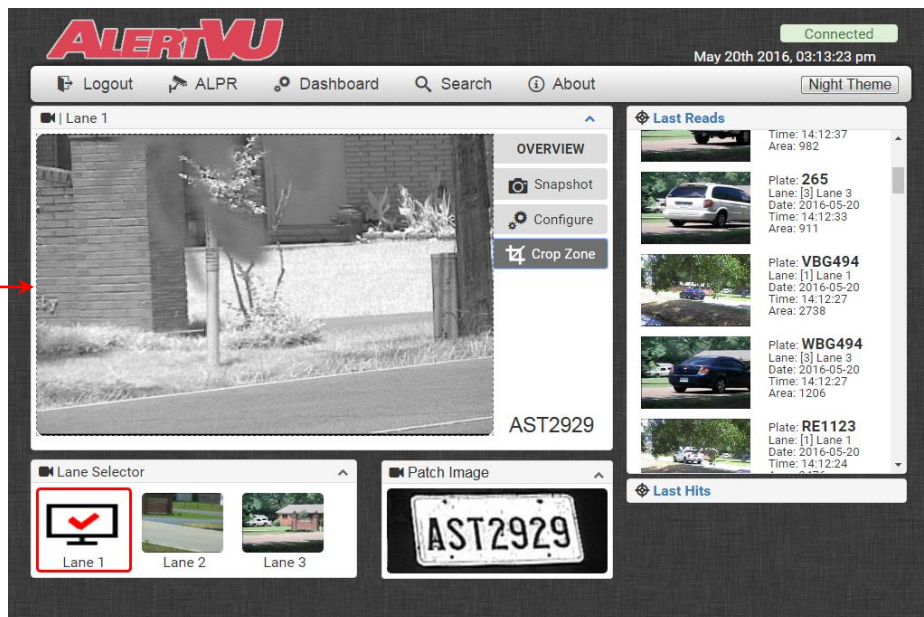 ALERTVU
Connected
May 20th 2016, 03:13:23 pm
Logout
ALPR
Dashboard
Search
About
Night Theme
| Lane 1
OVERVIEW
Snapshot
Configure
Crop Zone
AST2929
Lane Selector
Lane 1
Lane 2
Lane 3
Patch Image
AST2929
Last Reads
Time: 14:12:37
Area: 982
Plate: 265
Lane: [3] Lane 3
Date: 2016-05-20
Time: 14:12:33
Area: 911
Plate: VBG494
Lane: [1] Lane 1
Date: 2016-05-20
Time: 14:12:27
Area: 2738
Plate: WBG494
Lane: [3] Lane 3
Date: 2016-05-20
Time: 14:12:27
Area: 1206
Plate: RE1123
Lane: [1] Lane 1
Date: 2016-05-20
Time: 14:12:24
Last Hits